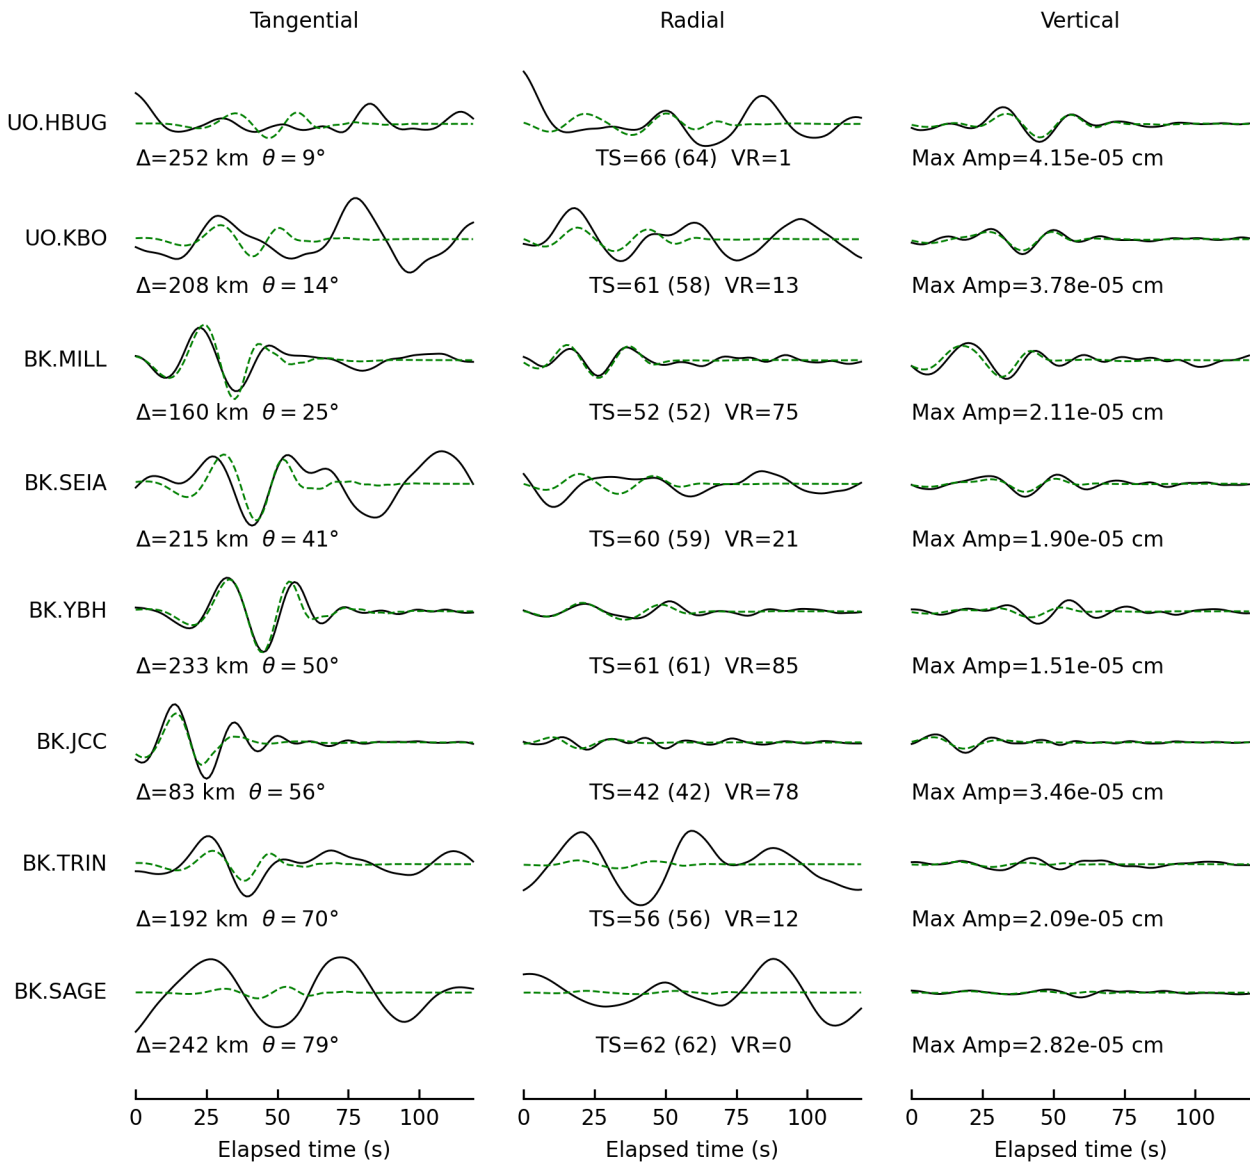 Tangential Radial Vertical
UO.HBUG
Δ=252 km θ = 9° TS=66 (64) VR=1 Max Amp=4.15e-05 cm
UO.KBO
Δ=208 km θ = 14° TS=61 (58) VR=13 Max Amp=3.78e-05 cm
BK.MILL
Δ=160 km θ = 25° TS=52 (52) VR=75 Max Amp=2.11e-05 cm
BK.SEIA
Δ=215 km θ = 41° TS=60 (59) VR=21 Max Amp=1.90e-05 cm
BK.YBH
Δ=233 km θ = 50° TS=61 (61) VR=85 Max Amp=1.51e-05 cm
BK.JCC
Δ=83 km θ = 56° TS=42 (42) VR=78 Max Amp=3.46e-05 cm
BK.TRIN
Δ=192 km θ = 70° TS=56 (56) VR=12 Max Amp=2.09e-05 cm
BK.SAGE
Δ=242 km θ = 79° TS=62 (62) VR=0 Max Amp=2.82e-05 cm
0 25 50 75 100 0 25 50 75 100 0 25 50 75 100
Elapsed time (s) Elapsed time (s) Elapsed time (s)